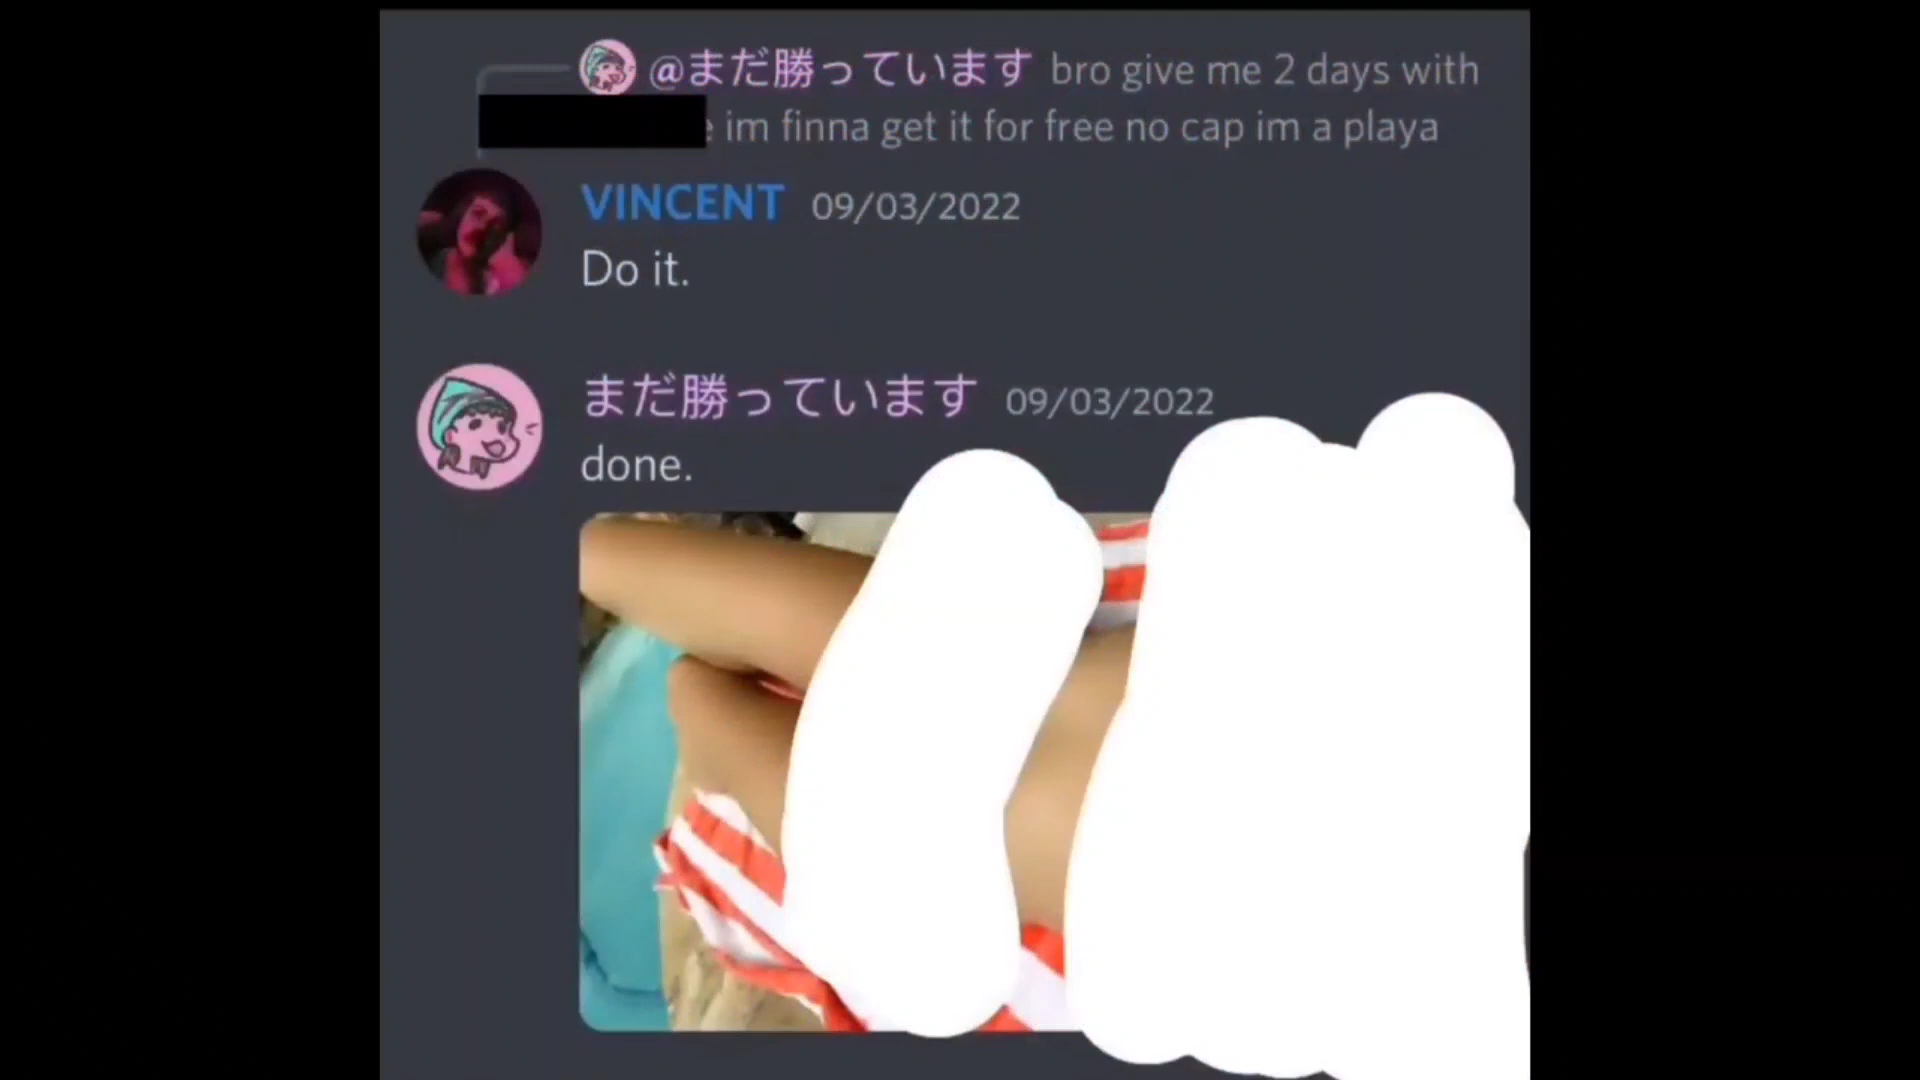 @まだ勝っています bro give me 2 days with
im finna get it for free no cap im a playa
VINCENT 09/03/2022
Do it.
まだ勝っています 09/03/2022
done.